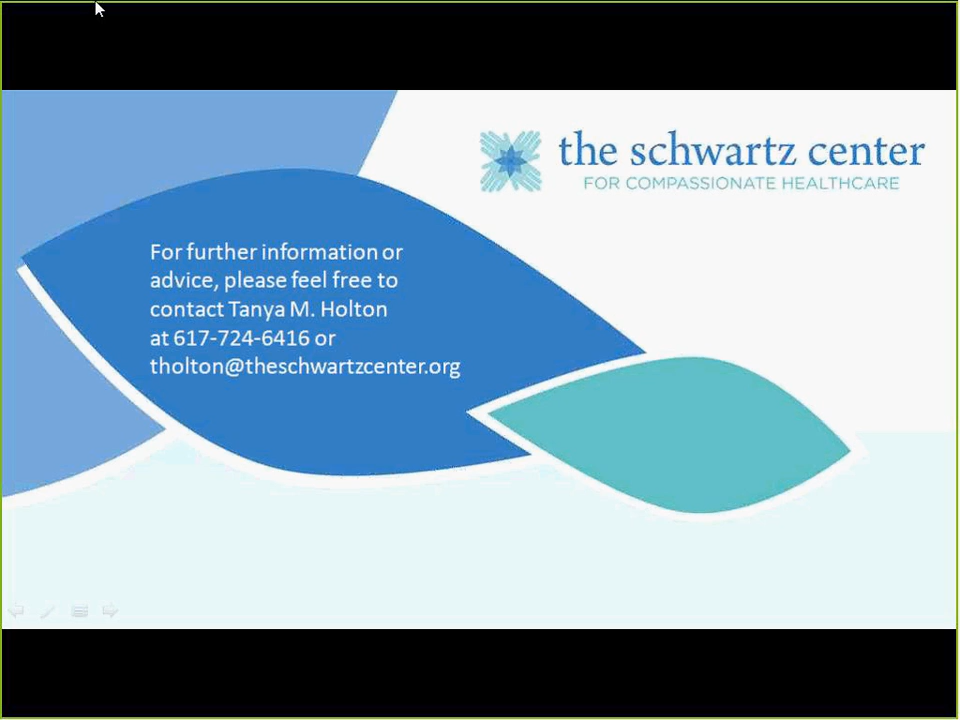 the schwartz center
FOR COMPASSIONATE HEALTHCARE
For further information or
advice, please feel free to
contact Tanya M. Holton
at 617-724-6416 or
tholton@theschwartzcenter.org